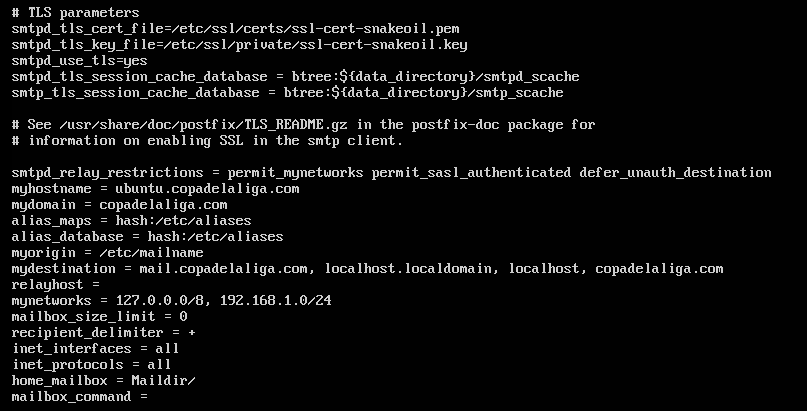 # TLS parameters
smtpd_tls_cert_file=/etc/ssl/certs/ssl-cert-snakeoil.pem
smtpd_tls_key_file=/etc/ssl/private/ssl-cert-snakeoil.key
smtpd_use_tls=yes
smtpd_tls_session_cache_database = btree:${data_directory}/smtpd_scache
smtp_tls_session_cache_database = btree:${data_directory}/smtp_scache

# See /usr/share/doc/postfix/TLS_README.gz in the postfix-doc package for
# information on enabling SSL in the smtp client.

smtpd_relay_restrictions = permit_mynetworks permit_sasl_authenticated defer_unauth_destination
myhostname = ubuntu.copadelaliga.com
mydomain = copadelaliga.com
alias_maps = hash:/etc/aliases
alias_database = hash:/etc/aliases
myorigin = /etc/mailname
mydestination = mail.copadelaliga.com, localhost.localdomain, localhost, copadelaliga.com
relayhost =
mynetworks = 127.0.0.0/8, 192.168.1.0/24
mailbox_size_limit = 0
recipient_delimiter = +
inet_interfaces = all
inet_protocols = all
home_mailbox = Maildir/
mailbox_command =